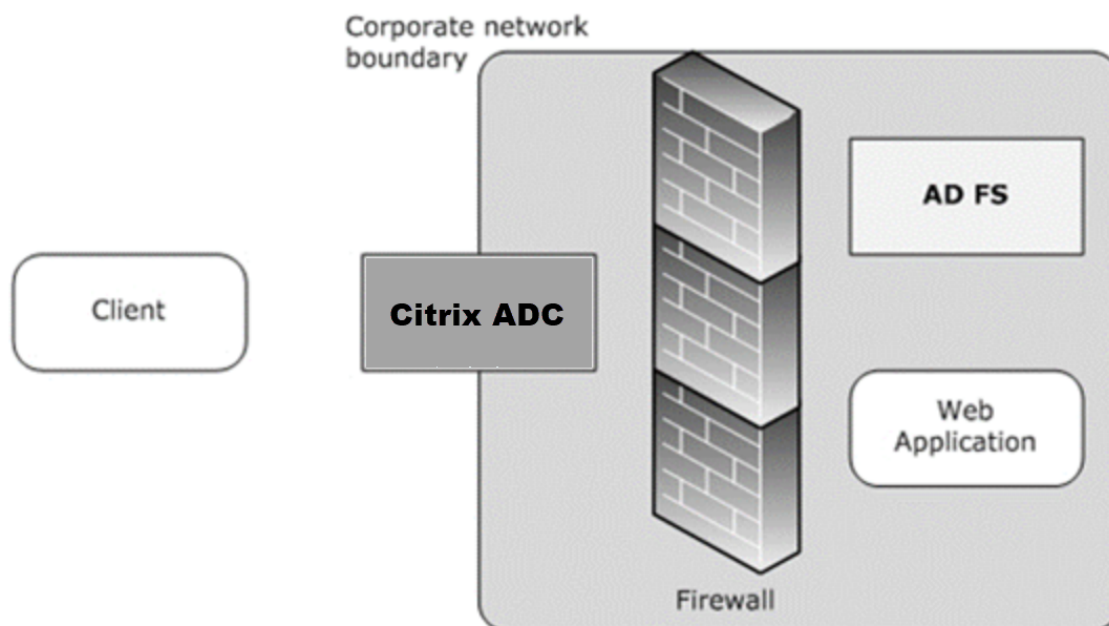 Corporate network
boundary
AD FS
Client
Citrix ADC
Web
Application
Firewall